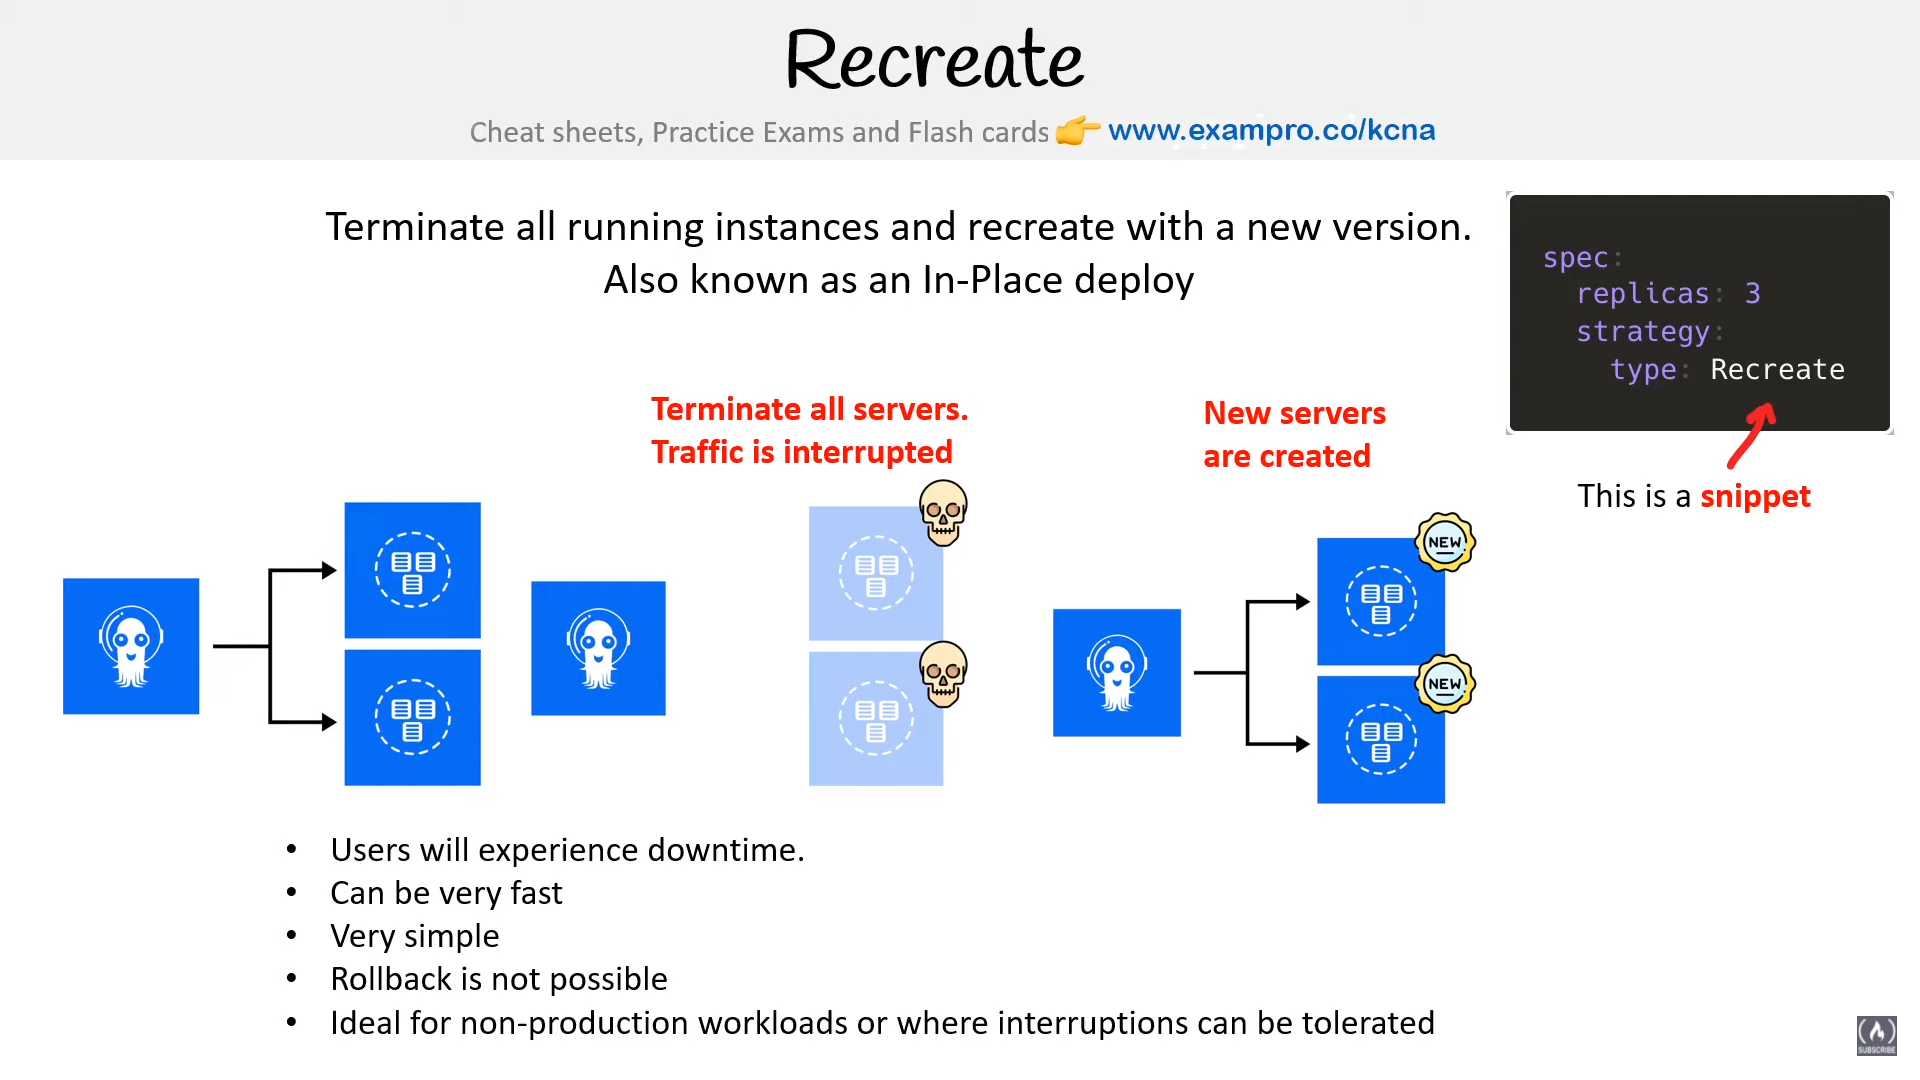 Recreate
Cheat sheets, Practice Exams and Flash cards 👉 www.exampro.co/kcna
Terminate all running instances and recreate with a new version.
Also known as an In-Place deploy
spec:
replicas: 3
strategy:
type: Recreate
This is a snippet
Terminate all servers.
Traffic is interrupted
New servers
are created
NEW
NEW
• Users will experience downtime.
• Can be very fast
• Very simple
• Rollback is not possible
• Ideal for non-production workloads or where interruptions can be tolerated
SUBSCRIBE